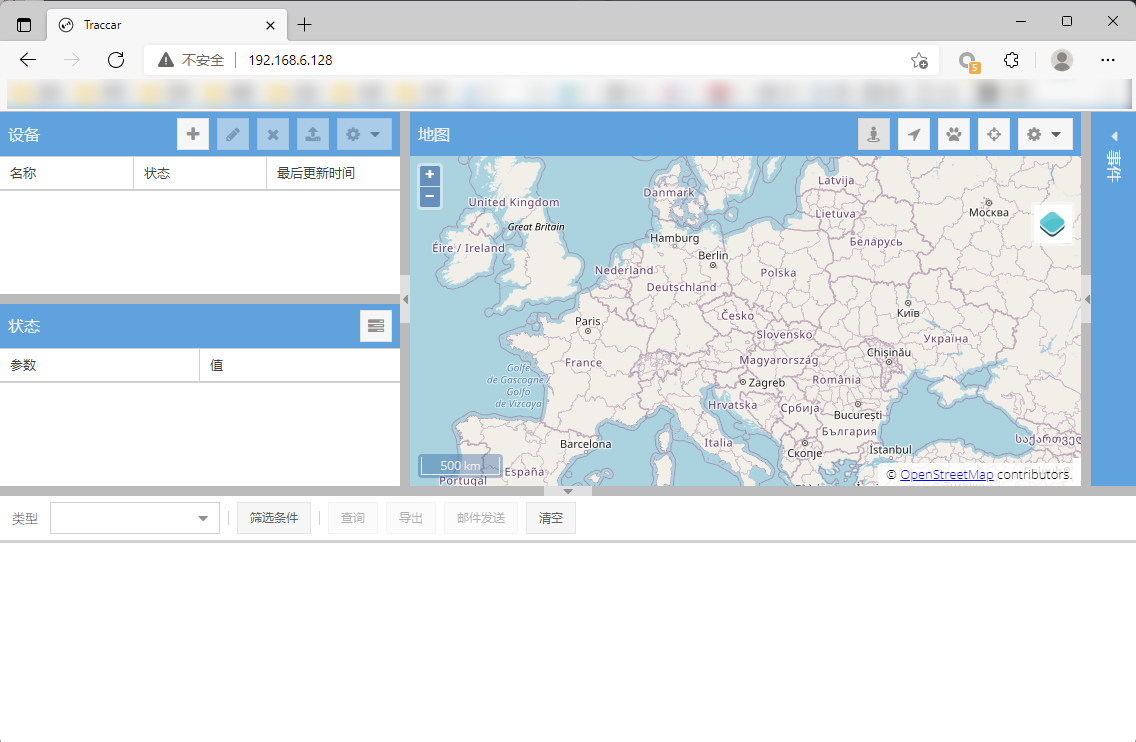 Traccar
不安全
192.168.6.128
5
设备
地图
事件
名称
状态
最后更新时间
+
−
United Kingdom
Great Britain
Éire / Ireland
Danmark
Latvija
Lietuva
Москва
Беларусь
Hamburg
Berlin
Nederland
Deutschland
Polska
Київ
Україна
Česko
Slovensko
Paris
France
Chișinău
Magyarország
România
Zagreb
Golfe
de Gascogne /
Golfo
de Vizcaya
Hrvatska
Србија
București
България
Barcelona
Italia
Скопје
İstanbul
საქართველ
España
Portugal
500 km
© OpenStreetMap contributors.
状态
参数
值
类型
筛选条件
查询
导出
邮件发送
清空